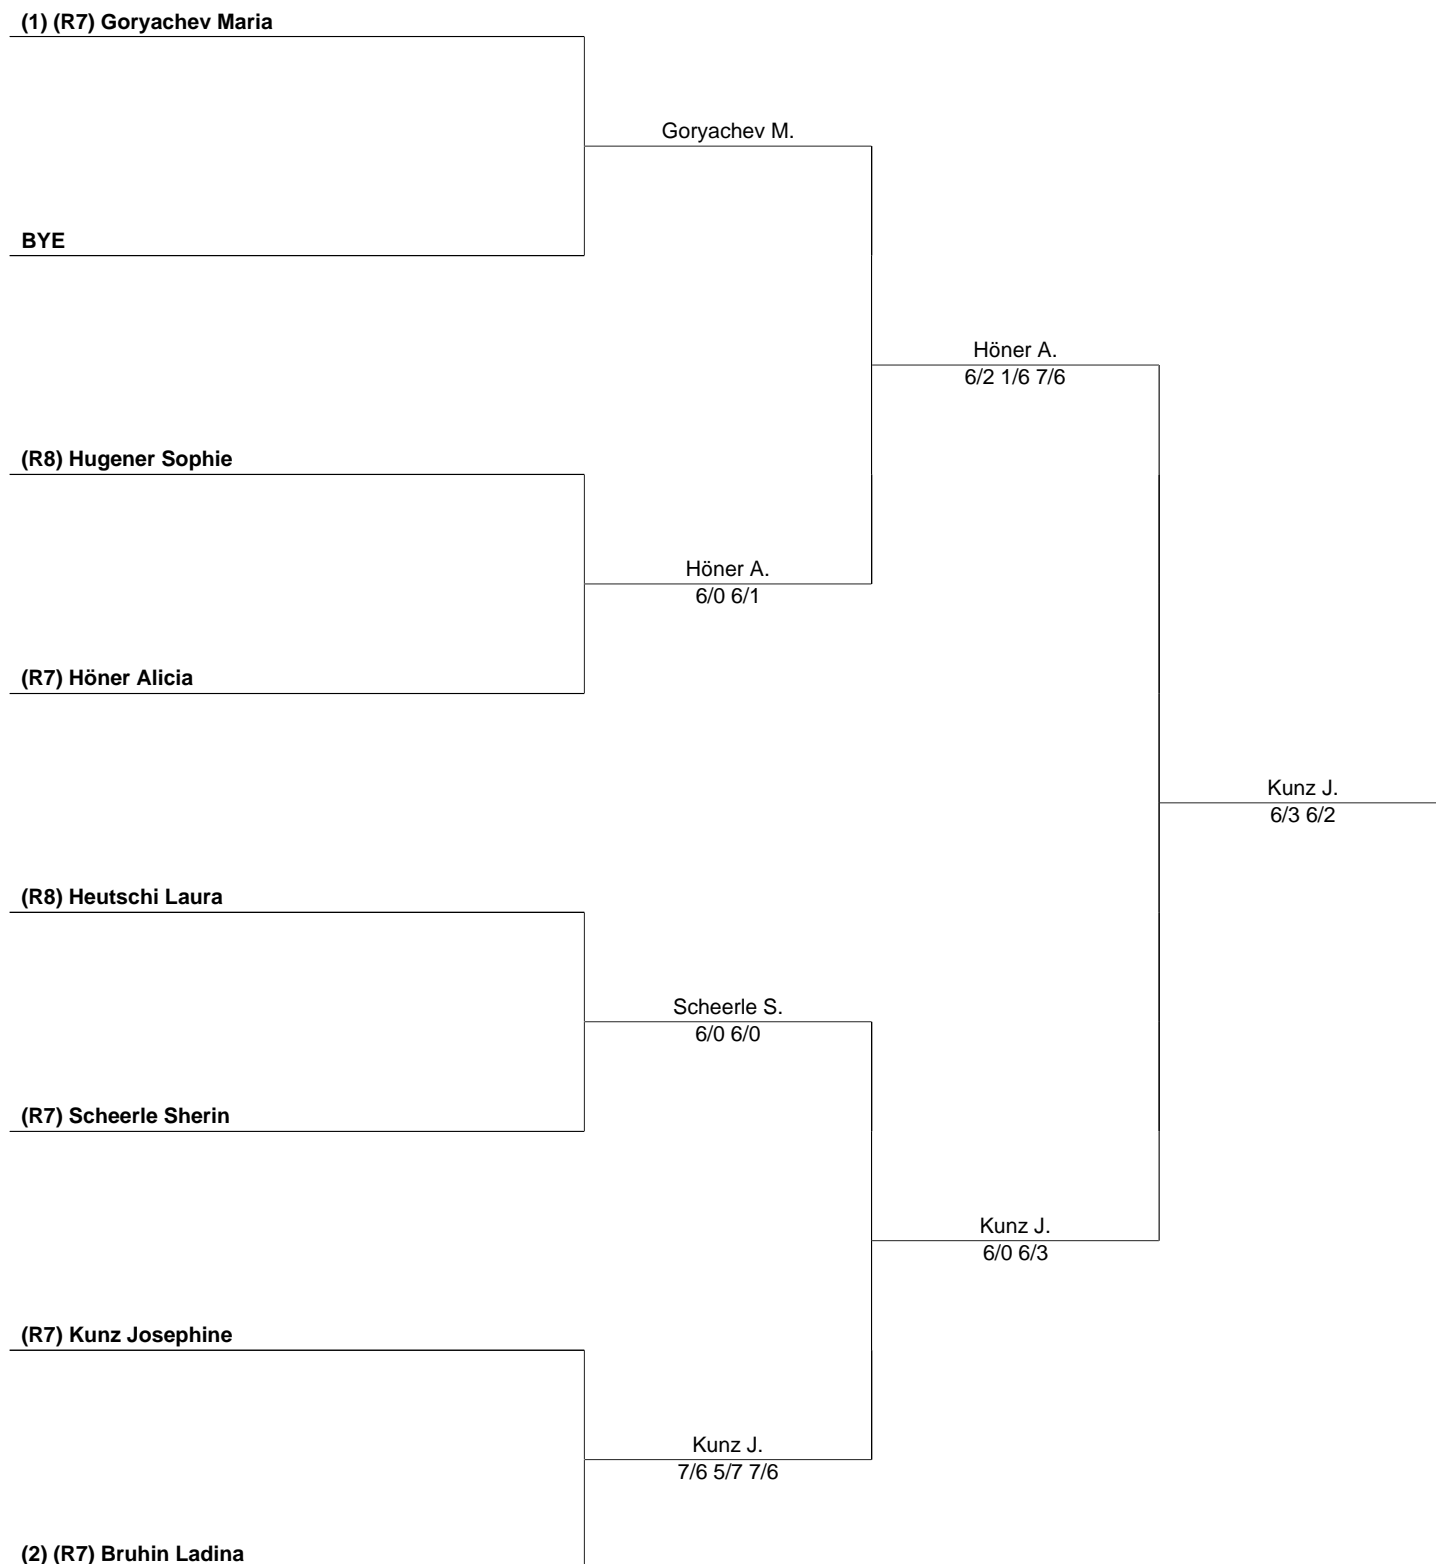 (1) (R7) Goryachev Maria
Goryachev M.
BYE
Höner A.
6/2 1/6 7/6
(R8) Hugener Sophie
Höner A.
6/0 6/1
(R7) Höner Alicia
Kunz J.
6/3 6/2
(R8) Heutschi Laura
Scheerle S.
6/0 6/0
(R7) Scheerle Sherin
Kunz J.
6/0 6/3
(R7) Kunz Josephine
Kunz J.
7/6 5/7 7/6
(2) (R7) Bruhin Ladina